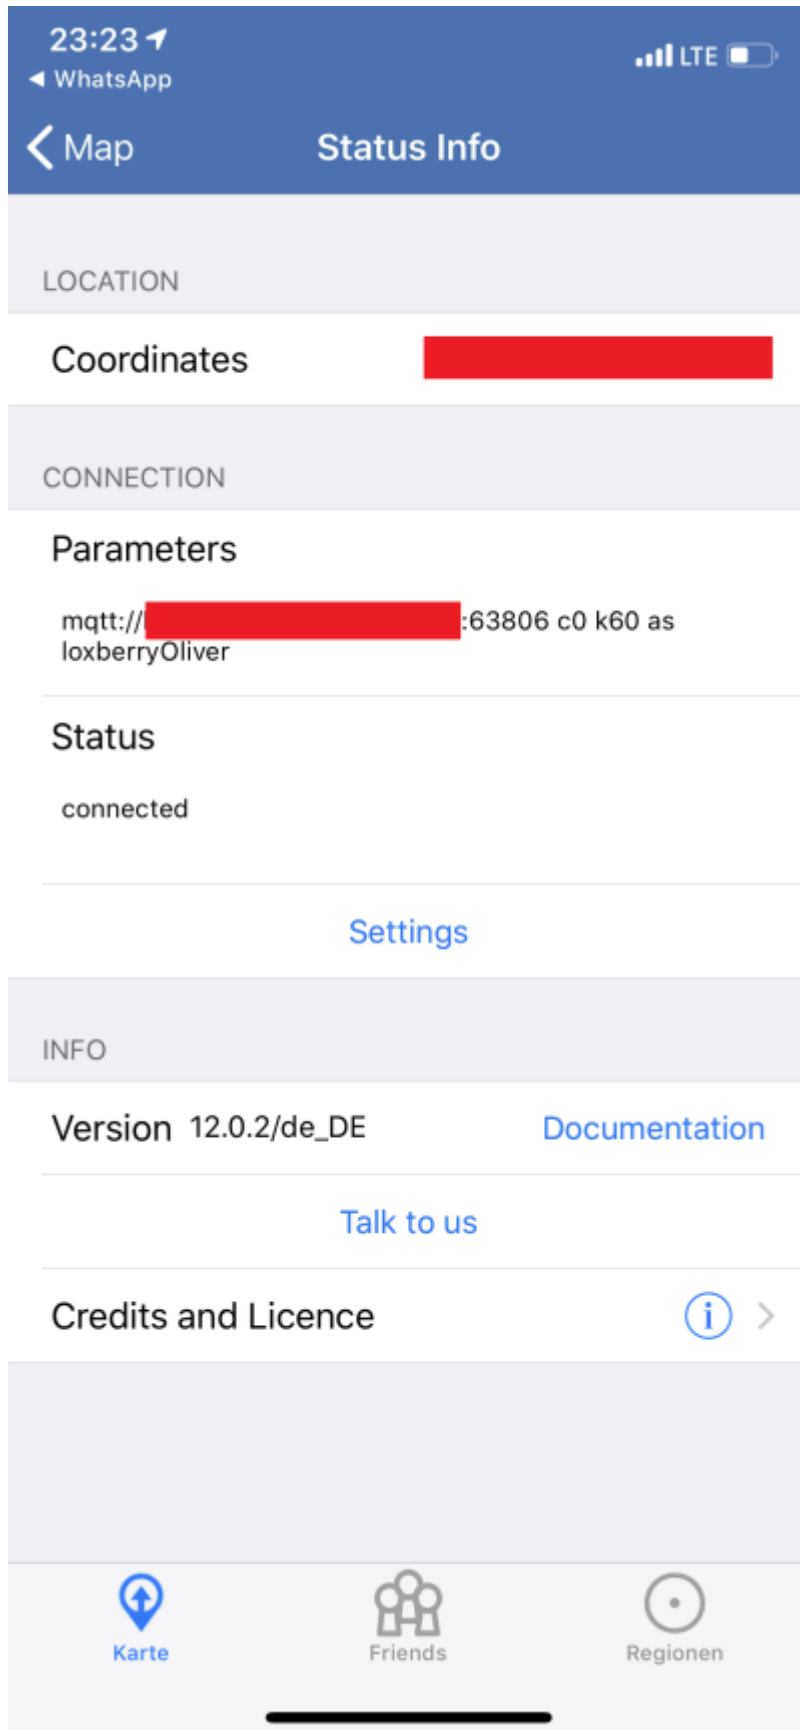 23:23
◀ WhatsApp
LTE
Map
Status Info
LOCATION
Coordinates
CONNECTION
Parameters
mqtt:// :63806 c0 k60 as
loxberryOliver
Status
connected
Settings
INFO
Version 12.0.2/de_DE Documentation
Talk to us
Credits and Licence
Karte Friends Regionen